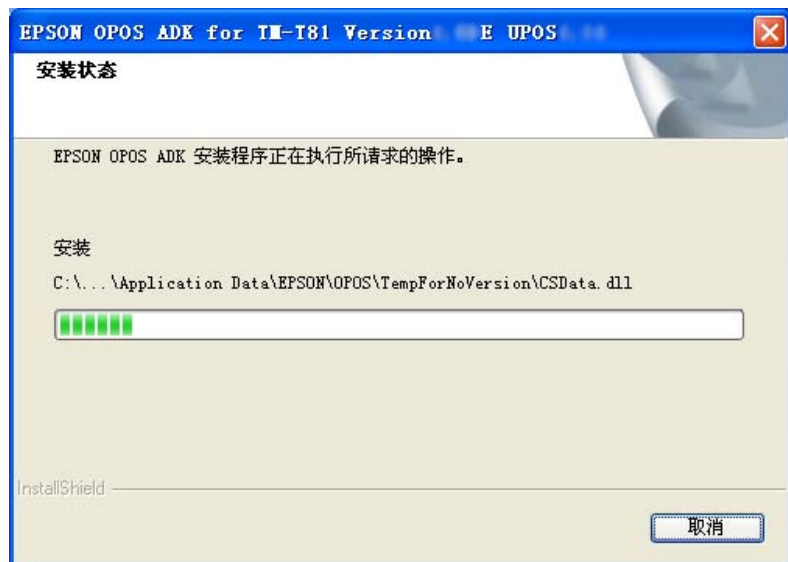 EPSON OPOS ADK for TM-T81 Version E UPOS
安装状态
EPSON OPOS ADK 安装程序正在执行所请求的操作。
安装
C:\...\Application Data\EPSON\OPOS\TempForNoVersion\CSData.dll
InstallShield
取消